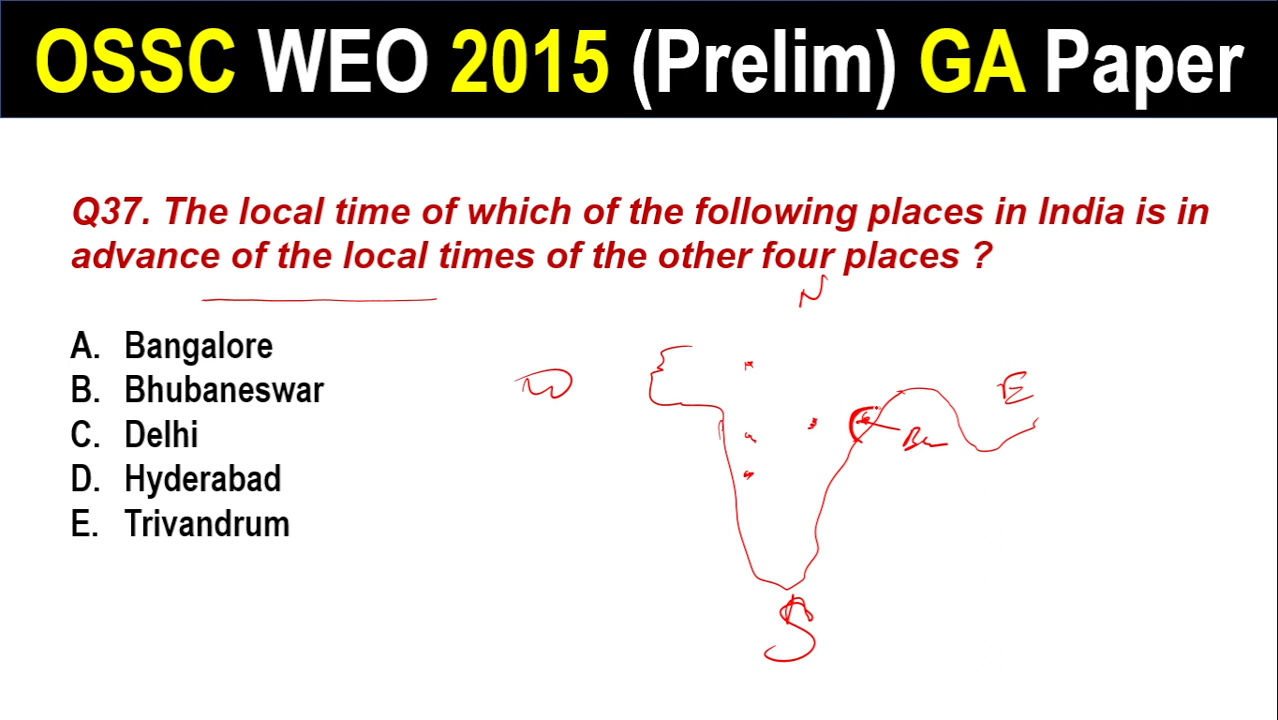 OSSC WEO 2015 (Prelim) GA Paper
Q37. The local time of which of the following places in India is in
advance of the local times of the other four places ?
N
A. Bangalore
B. Bhubaneswar
C. Delhi
D. Hyderabad
E. Trivandrum
W
E
S